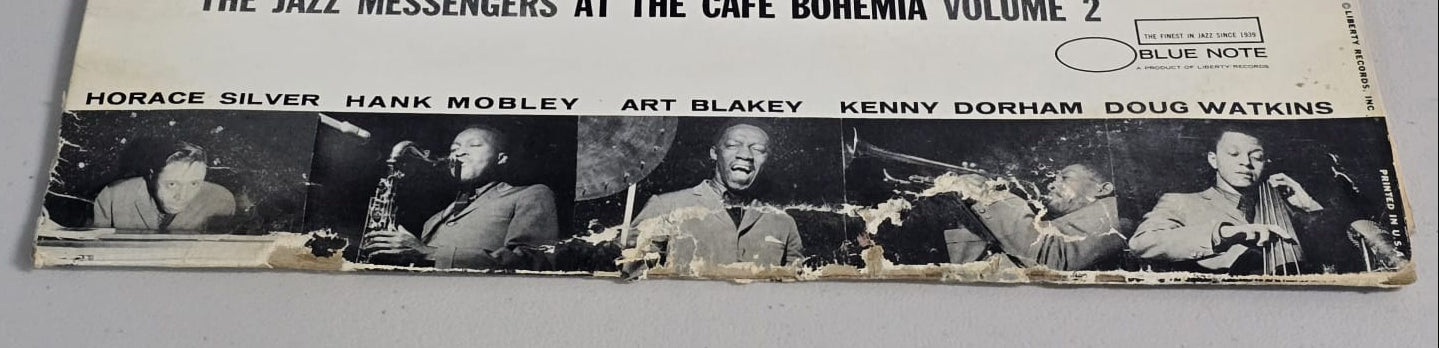 THE JAZZ MESSENGERS AT THE CAFE BOHEMIA VOLUME 2
THE FINEST IN JAZZ SINCE 1939
BLUE NOTE
A PRODUCT OF LIBERTY RECORDS
HORACE SILVER HANK MOBLEY ART BLAKEY KENNY DORHAM DOUG WATKINS
© LIBERTY RECORDS, INC.
PRINTED IN U.S.